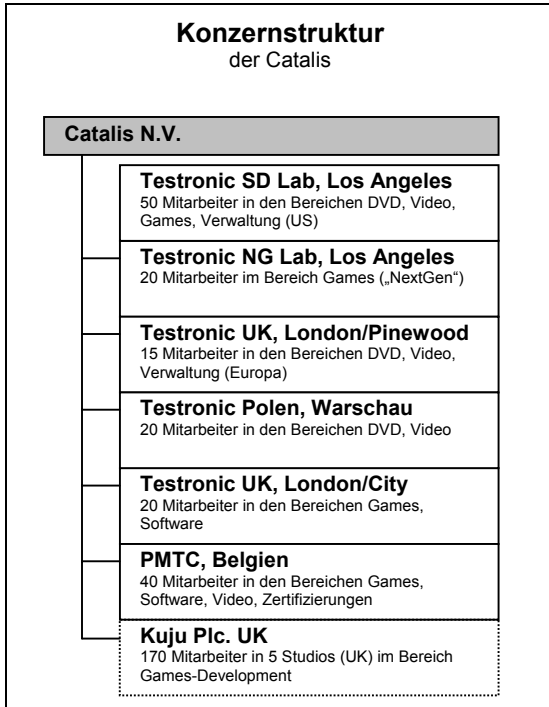 Konzernstruktur
der Catalis
Catalis N.V.
Testronic SD Lab, Los Angeles
50 Mitarbeiter in den Bereichen DVD, Video,
Games, Verwaltung (US)
Testronic NG Lab, Los Angeles
20 Mitarbeiter im Bereich Games („NextGen“)
Testronic UK, London/Pinewood
15 Mitarbeiter in den Bereichen DVD, Video,
Verwaltung (Europa)
Testronic Polen, Warschau
20 Mitarbeiter in den Bereichen DVD, Video
Testronic UK, London/City
20 Mitarbeiter in den Bereichen Games,
Software
PMTC, Belgien
40 Mitarbeiter in den Bereichen Games,
Software, Video, Zertifizierungen
Kuju Plc. UK
170 Mitarbeiter in 5 Studios (UK) im Bereich
Games-Development